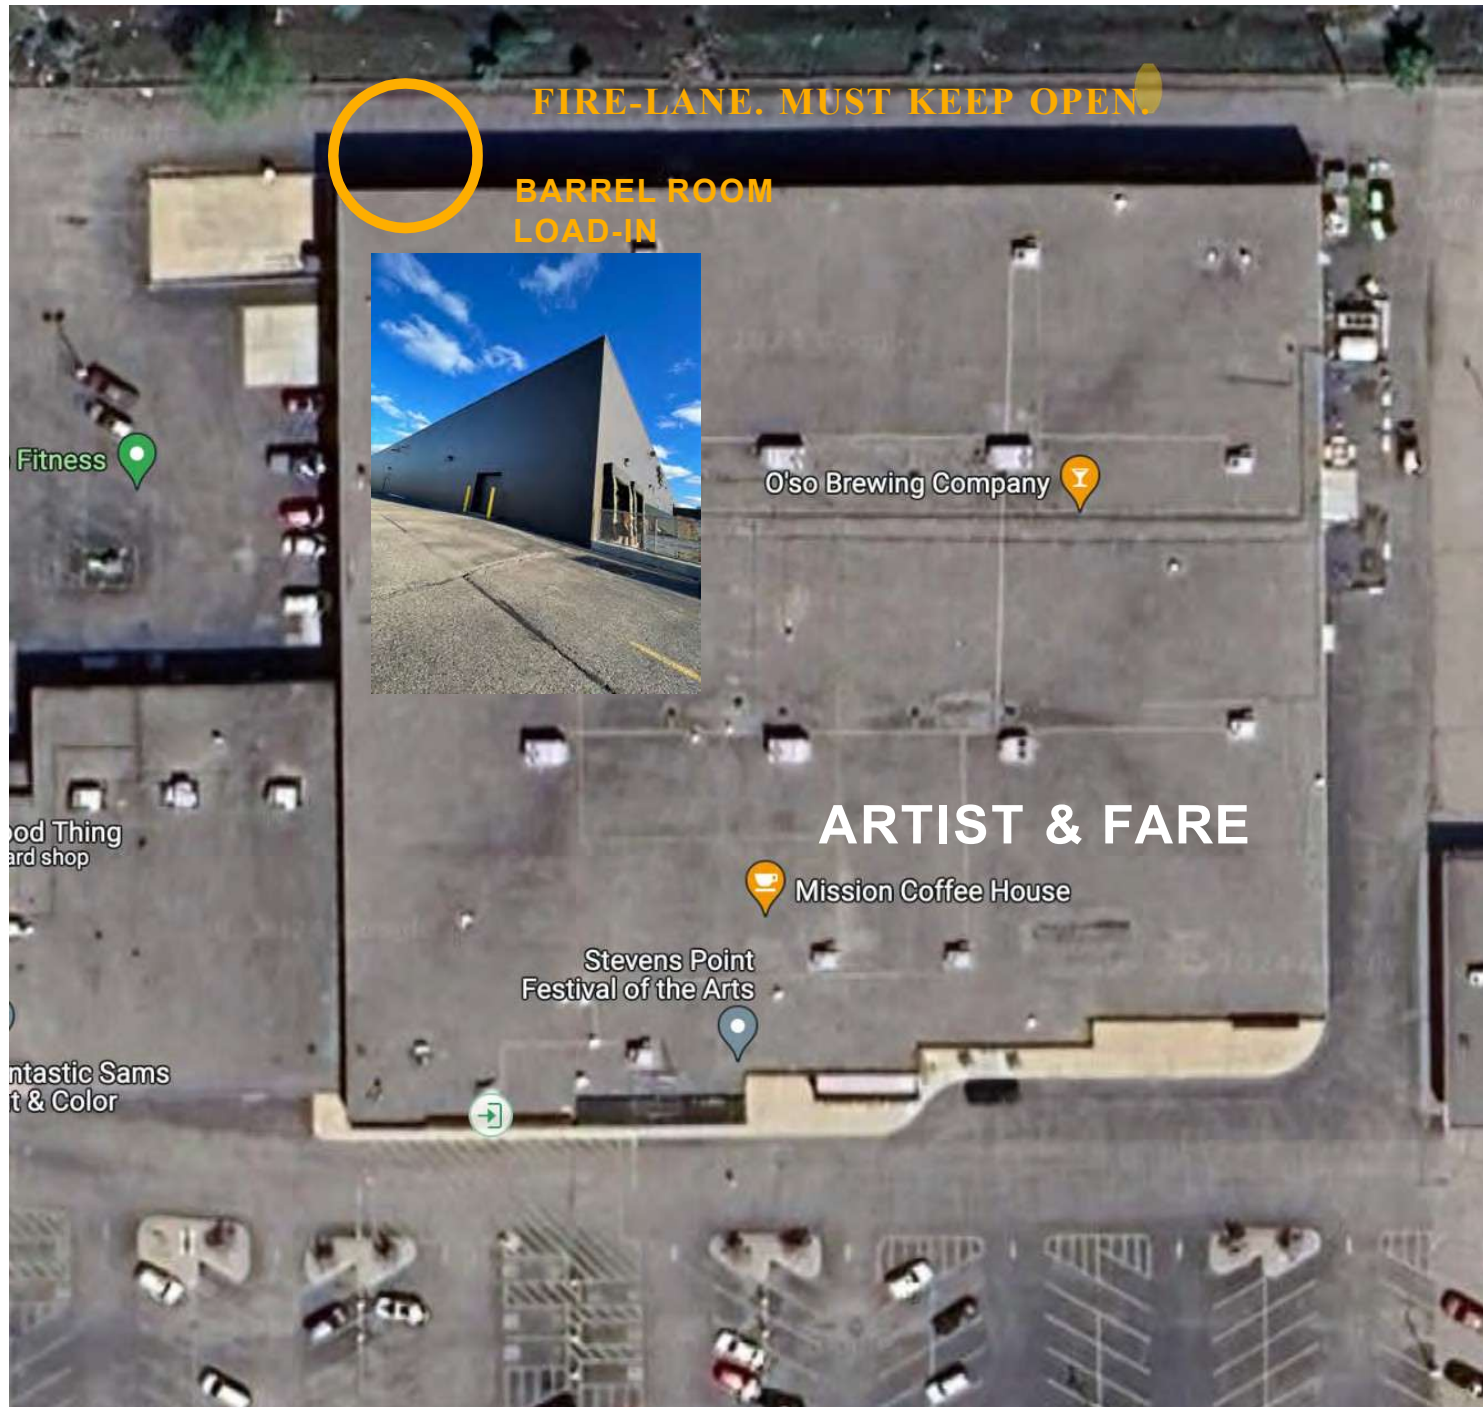 FIRE-LANE. MUST KEEP OPEN.
BARREL ROOM
LOAD-IN
Fitness
O'so Brewing Company
ARTIST & FARE
ood Thing
ard shop
Mission Coffee House
Stevens Point
Festival of the Arts
ntastic Sams
t & Color